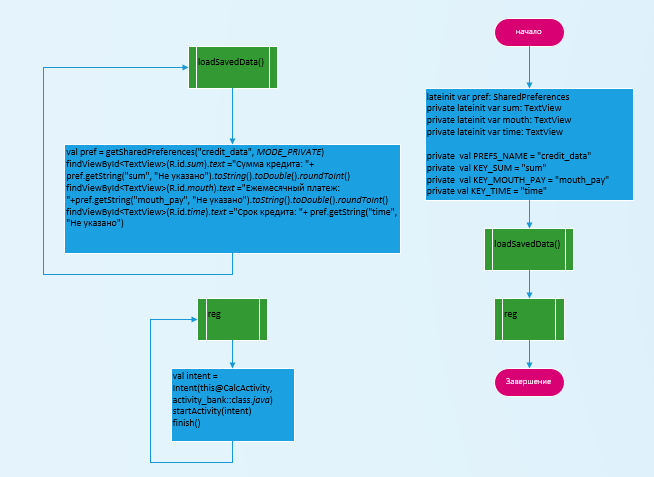 loadSavedData()
val pref = getSharedPreferences("credit_data", MODE_PRIVATE)
findViewById<TextView>(R.id.sum).text ="Сумма кредита: "+
pref.getString("sum", "Не указано").toString().toDouble().roundToInt()
findViewById<TextView>(R.id.mouth).text ="Ежемесячный платеж:
"+pref.getString("mouth_pay", "Не указано").toString().toDouble().roundToInt()
findViewById<TextView>(R.id.time).text ="Срок кредита: "+ pref.getString("time",
"Не указано")
reg
val intent =
Intent(this@CalcActivity,
activity_bank::class.java)
startActivity(intent)
finish()
начало
lateinit var pref: SharedPreferences
private lateinit var sum: TextView
private lateinit var mouth: TextView
private lateinit var time: TextView
private val PREFS_NAME = "credit_data"
private val KEY_SUM = "sum"
private val KEY_MOUTH_PAY = "mouth_pay"
private val KEY_TIME = "time"
loadSavedData()
reg
Завершение